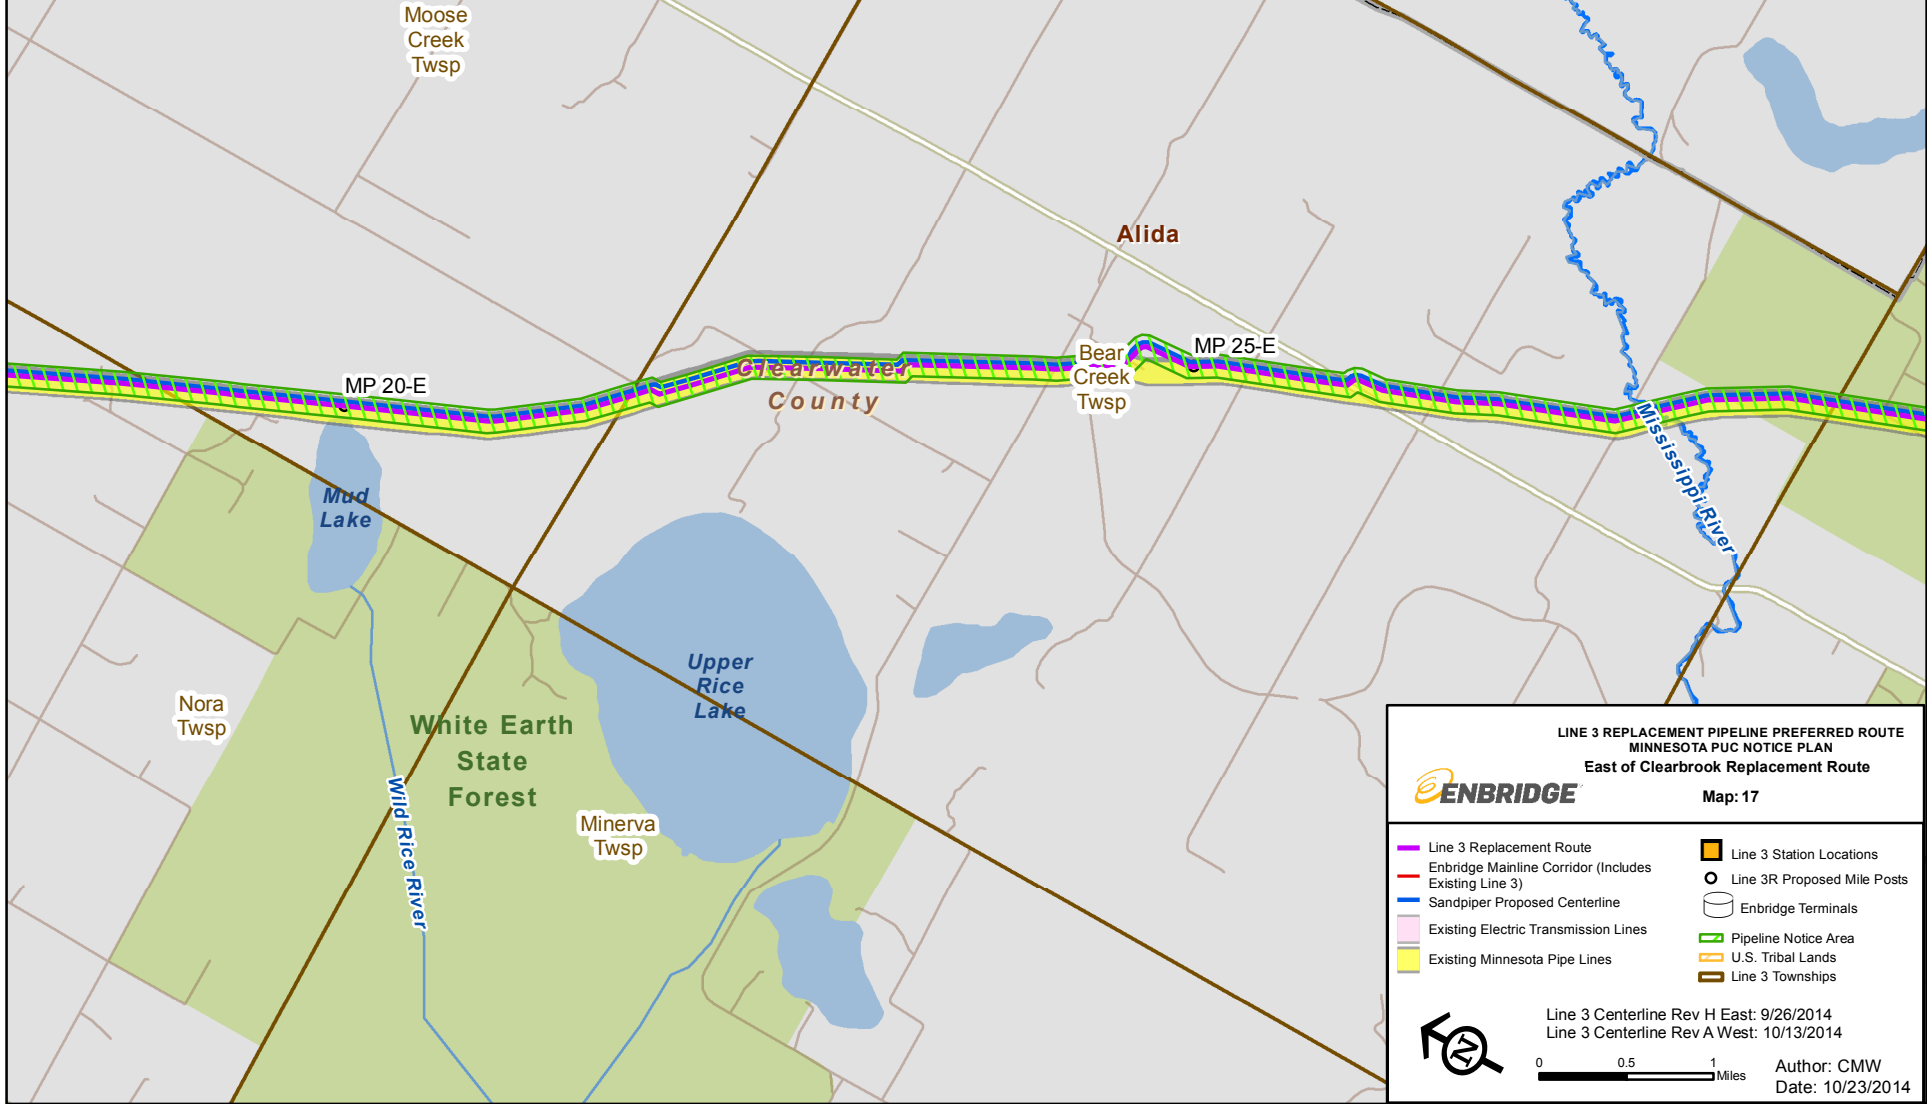 Moose
Creek
Twsp
Alida
MP 25-E
MP 20-E
Clearwater
County
Bear
Creek
Twsp
Mississippi River
Mud
Lake
Upper
Rice
Lake
Nora
Twsp
White Earth
State
Forest
Wild Rice River
Minerva
Twsp
LINE 3 REPLACEMENT PIPELINE PREFERRED ROUTE
MINNESOTA PUC NOTICE PLAN
East of Clearbrook Replacement Route
ENBRIDGE
Map: 17
Line 3 Replacement Route
Enbridge Mainline Corridor (Includes
Existing Line 3)
Sandpiper Proposed Centerline
Existing Electric Transmission Lines
Existing Minnesota Pipe Lines
Line 3 Station Locations
Line 3R Proposed Mile Posts
Enbridge Terminals
Pipeline Notice Area
U.S. Tribal Lands
Line 3 Townships
N
Line 3 Centerline Rev H East: 9/26/2014
Line 3 Centerline Rev A West: 10/13/2014
0 0.5 1
Miles
Author: CMW
Date: 10/23/2014